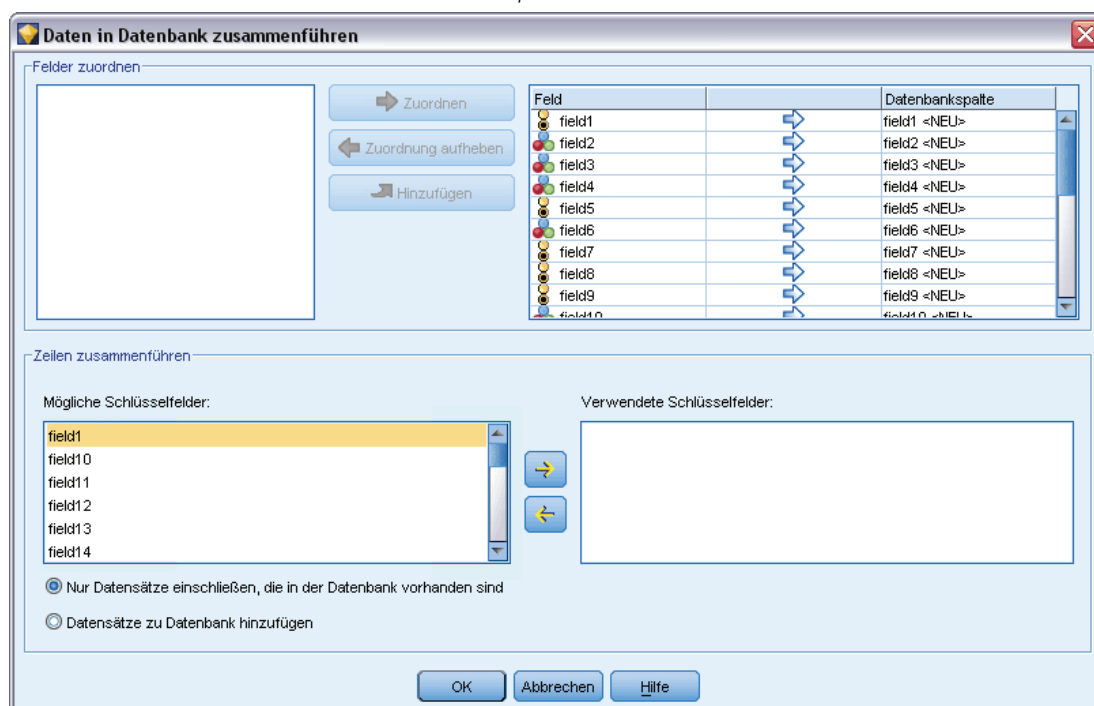 Daten in Datenbank zusammenführen
Felder zuordnen
Zuordnen
Zuordnung aufheben
Hinzufügen
Feld Datenbankspalte
field1 field1 <NEU>
field2 field2 <NEU>
field3 field3 <NEU>
field4 field4 <NEU>
field5 field5 <NEU>
field6 field6 <NEU>
field7 field7 <NEU>
field8 field8 <NEU>
field9 field9 <NEU>
field10 field10 <NEU>
Zeilen zusammenführen
Mögliche Schlüsselfelder:
field1
field10
field11
field12
field13
field14
Verwendete Schlüsselfelder:
Nur Datensätze einschließen, die in der Datenbank vorhanden sind
Datensätze zu Datenbank hinzufügen
OK Abbrechen Hilfe